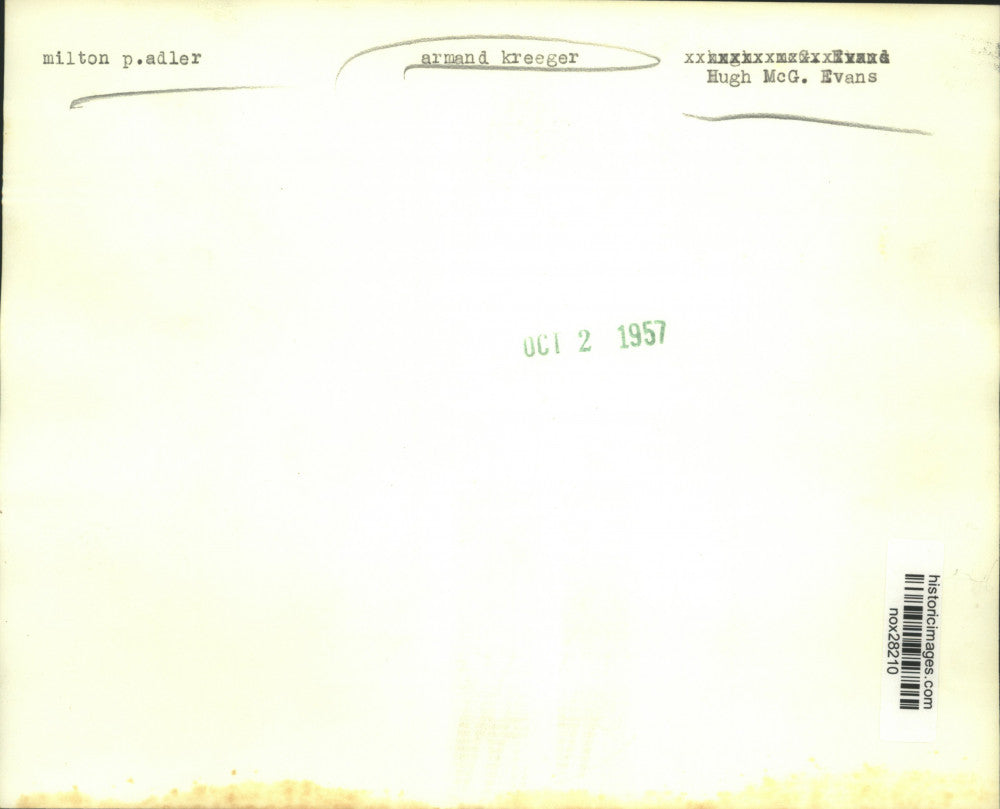 milton p.adler
armand kreeger
Hugh McG. Evans
OCT 2 1957
historicimages.com
nox28210